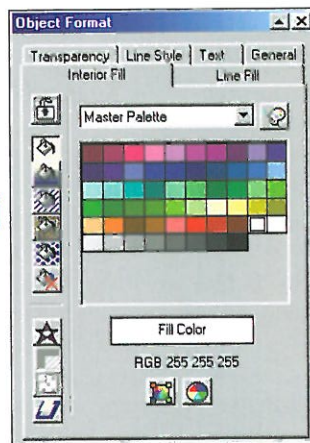 Object Format
Transparency Line Style Text General
Interior Fill Line Fill
Master Palette
Fill Color
RGB 255 255 255